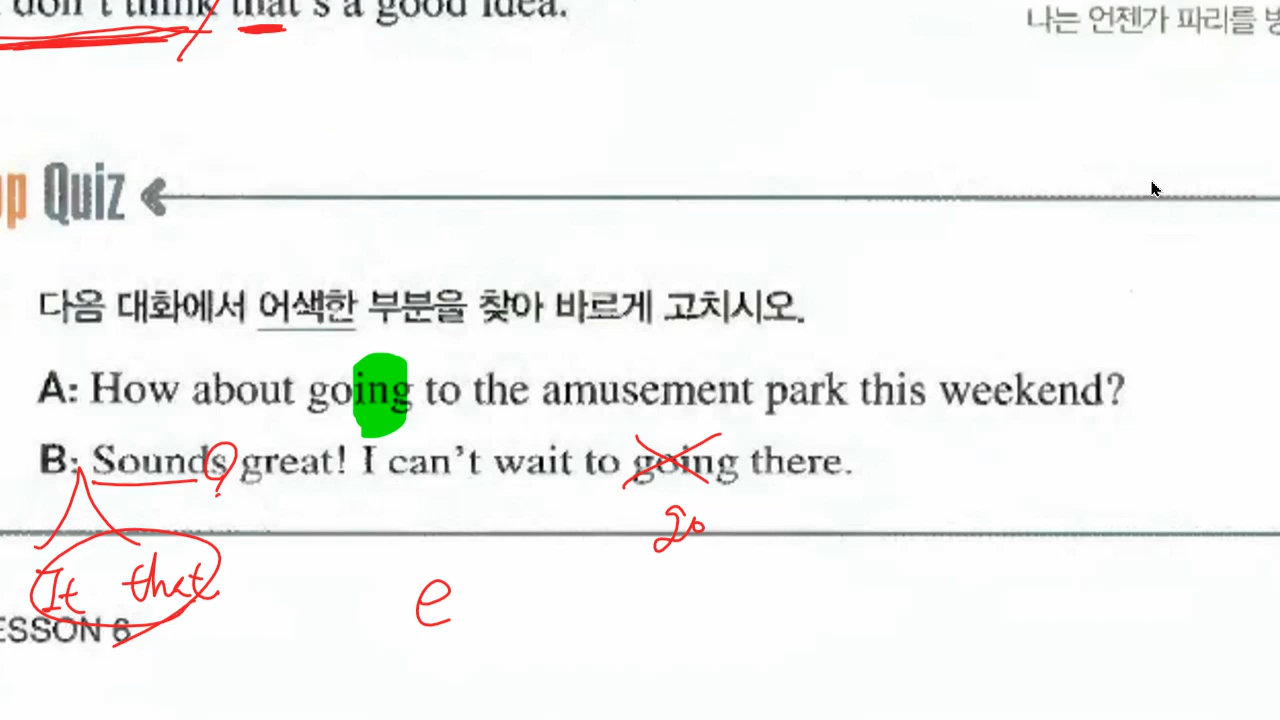 don't think that's a good idea.
나는 언젠가 파리를
Quiz
다음 대화에서 어색한 부분을 찾아 바르게 고치시오.
A: How about going to the amusement park this weekend?
B: Sounds great! I can't wait to going there.
go
It that
e
ESSON 6